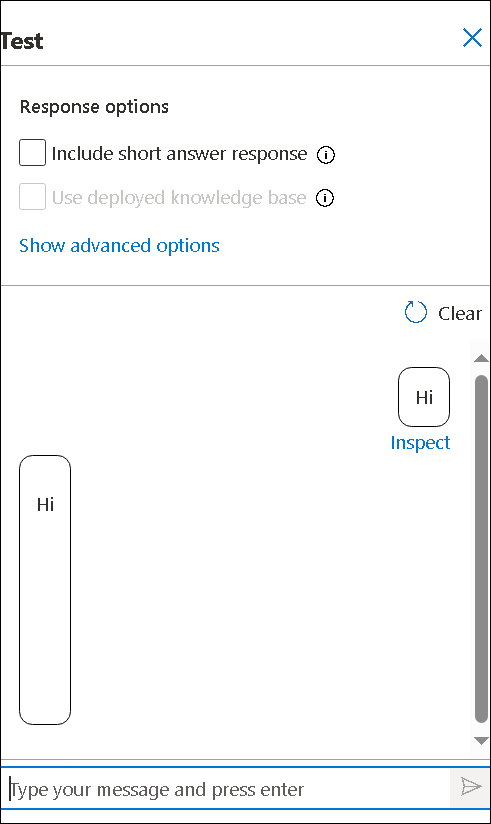 Test
Response options
Include short answer response
Use deployed knowledge base
Show advanced options
Clear
Hi
Inspect
Hi
Type your message and press enter